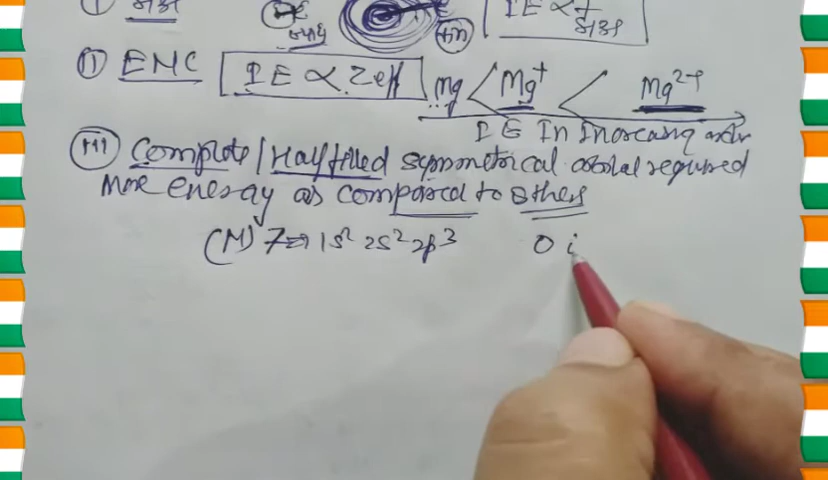 IE ∝ 1
(II) EMC IE ∝ Zeff Mg < Mg+ < Mg2+
IE In Increasing order
(III) Complete/Half filled symmetrical orbital required
More energy as compared to others
(N) 7 ⇒ 1s² 2s² 2p³ O